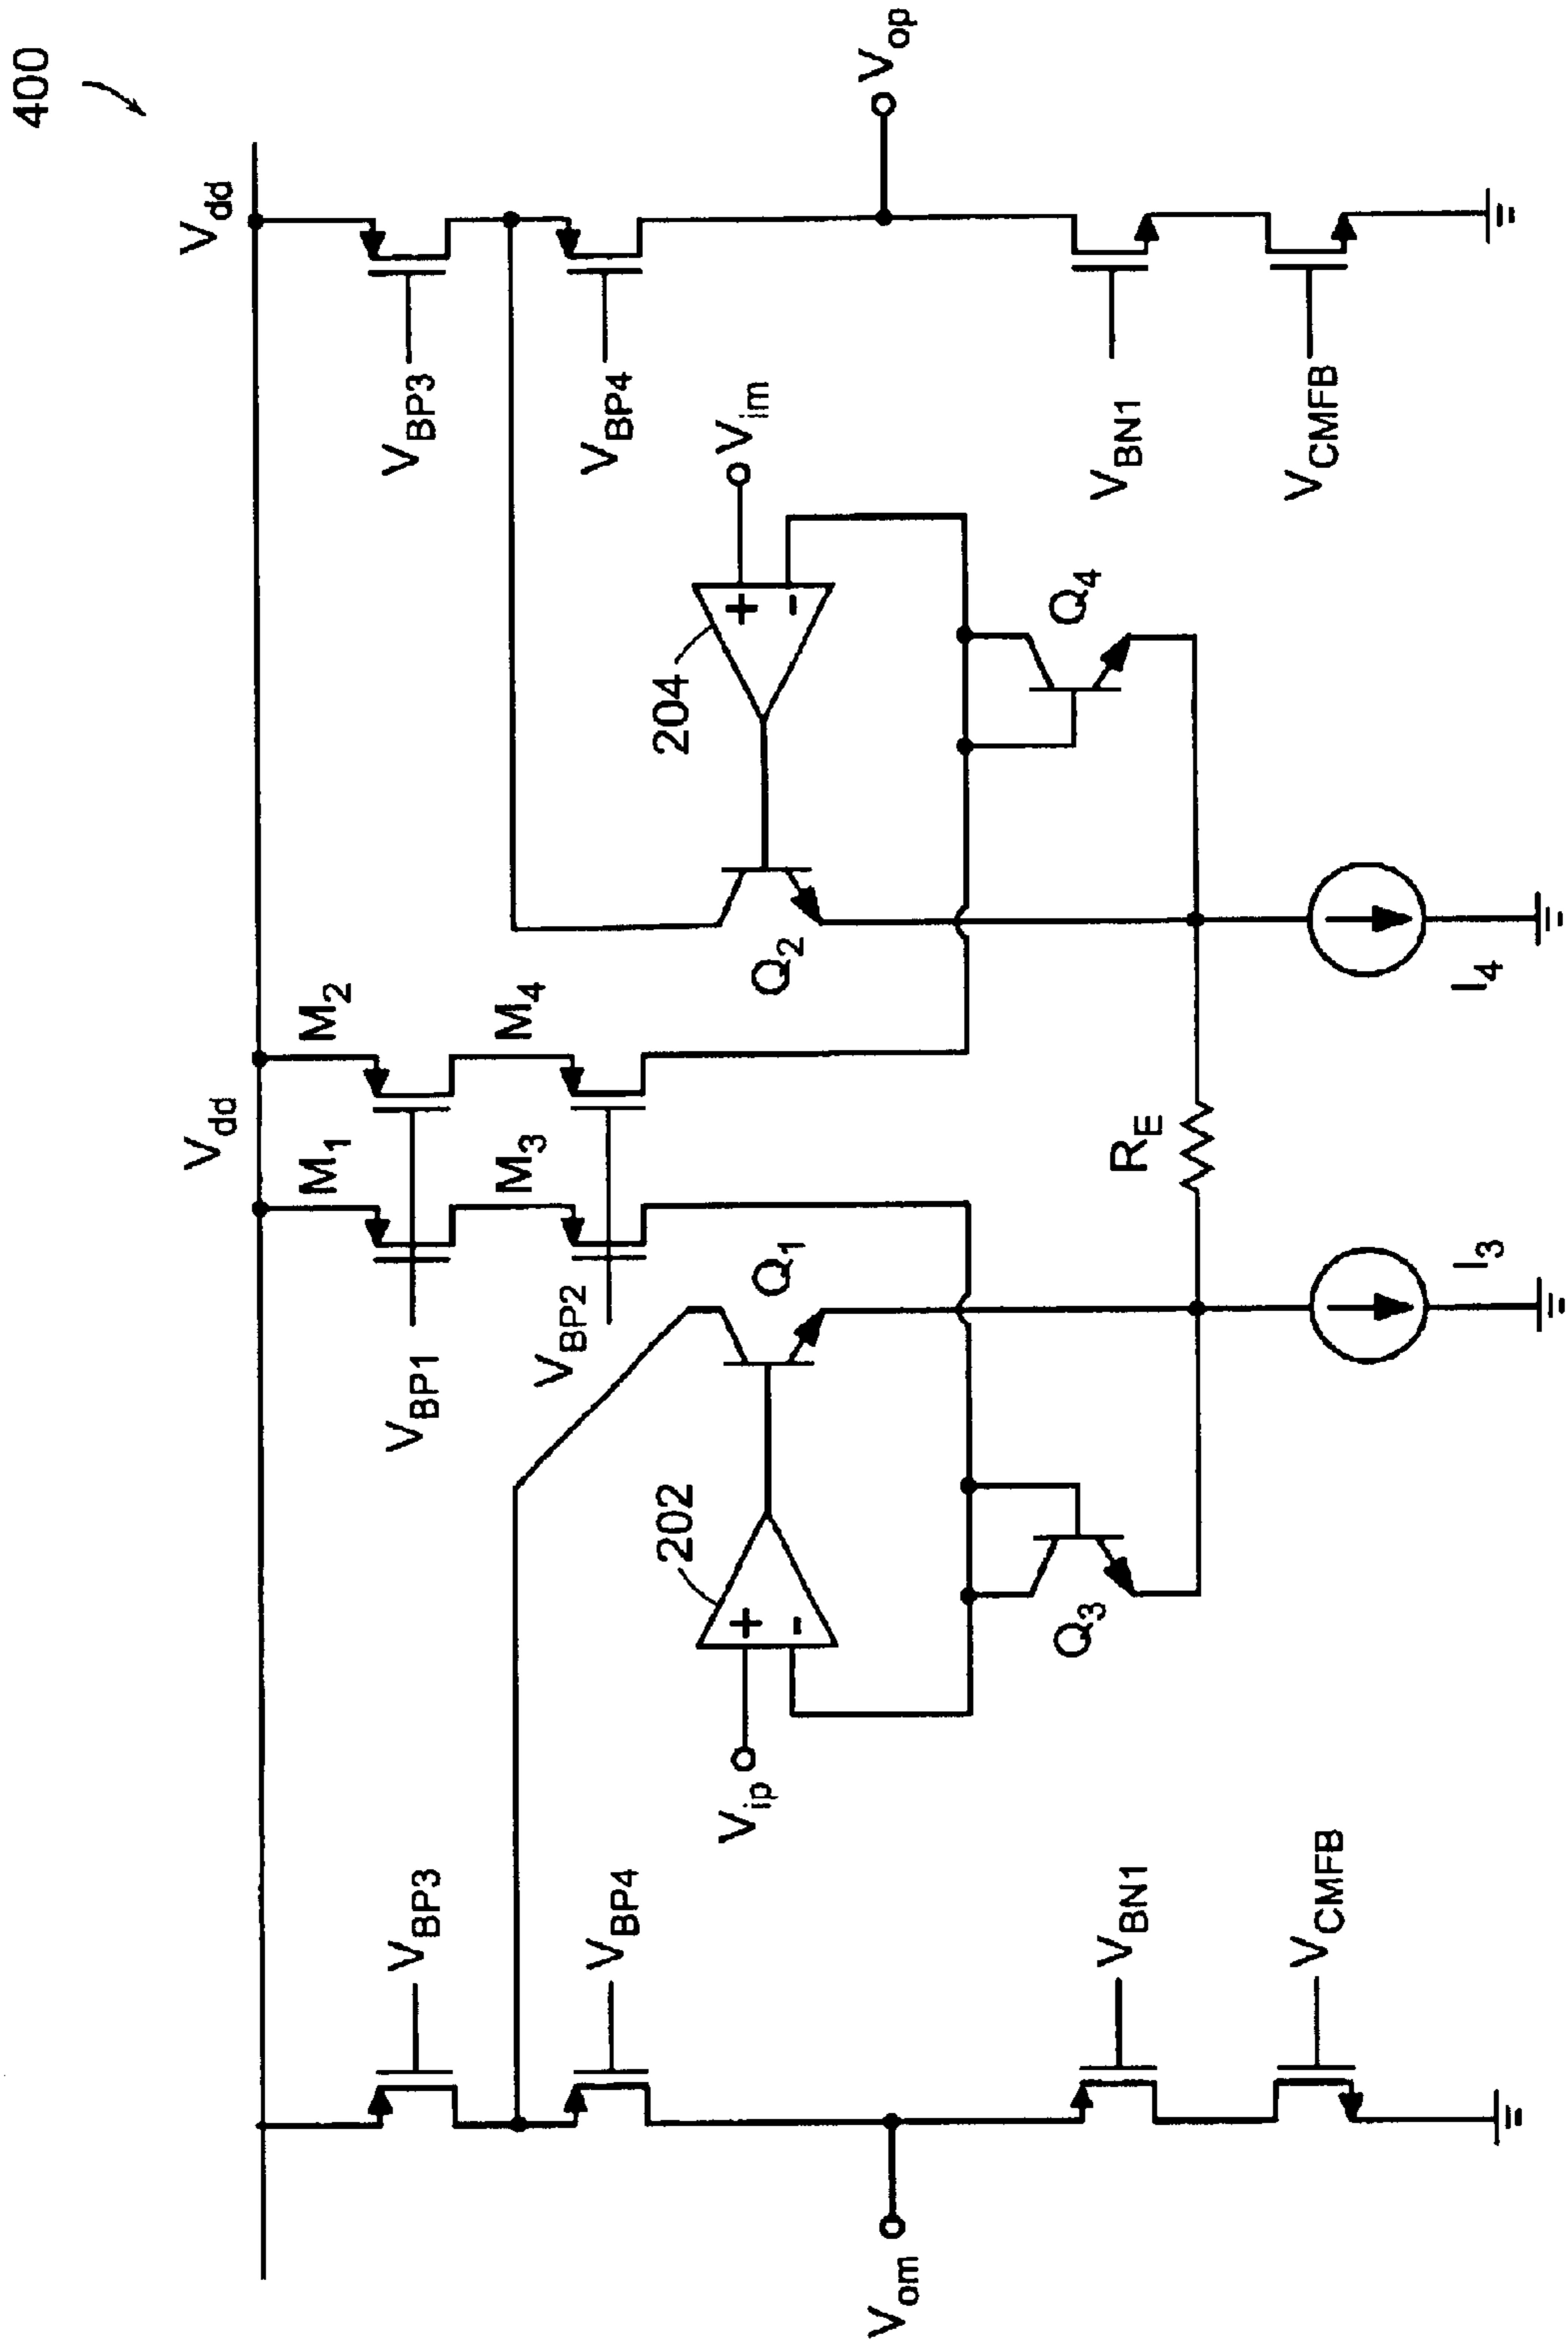 400
Vdd
Vdd
M1
M2
VBP3
VBP1
VBP3
M3
M4
VBP4
VBP2
VBP4
202
204
Vip
+
-
Q1
Q2
+
-
Vim
Vom
Vop
Q3
Q4
RE
VBN1
VBN1
VCMFB
VCMFB
I3
I4